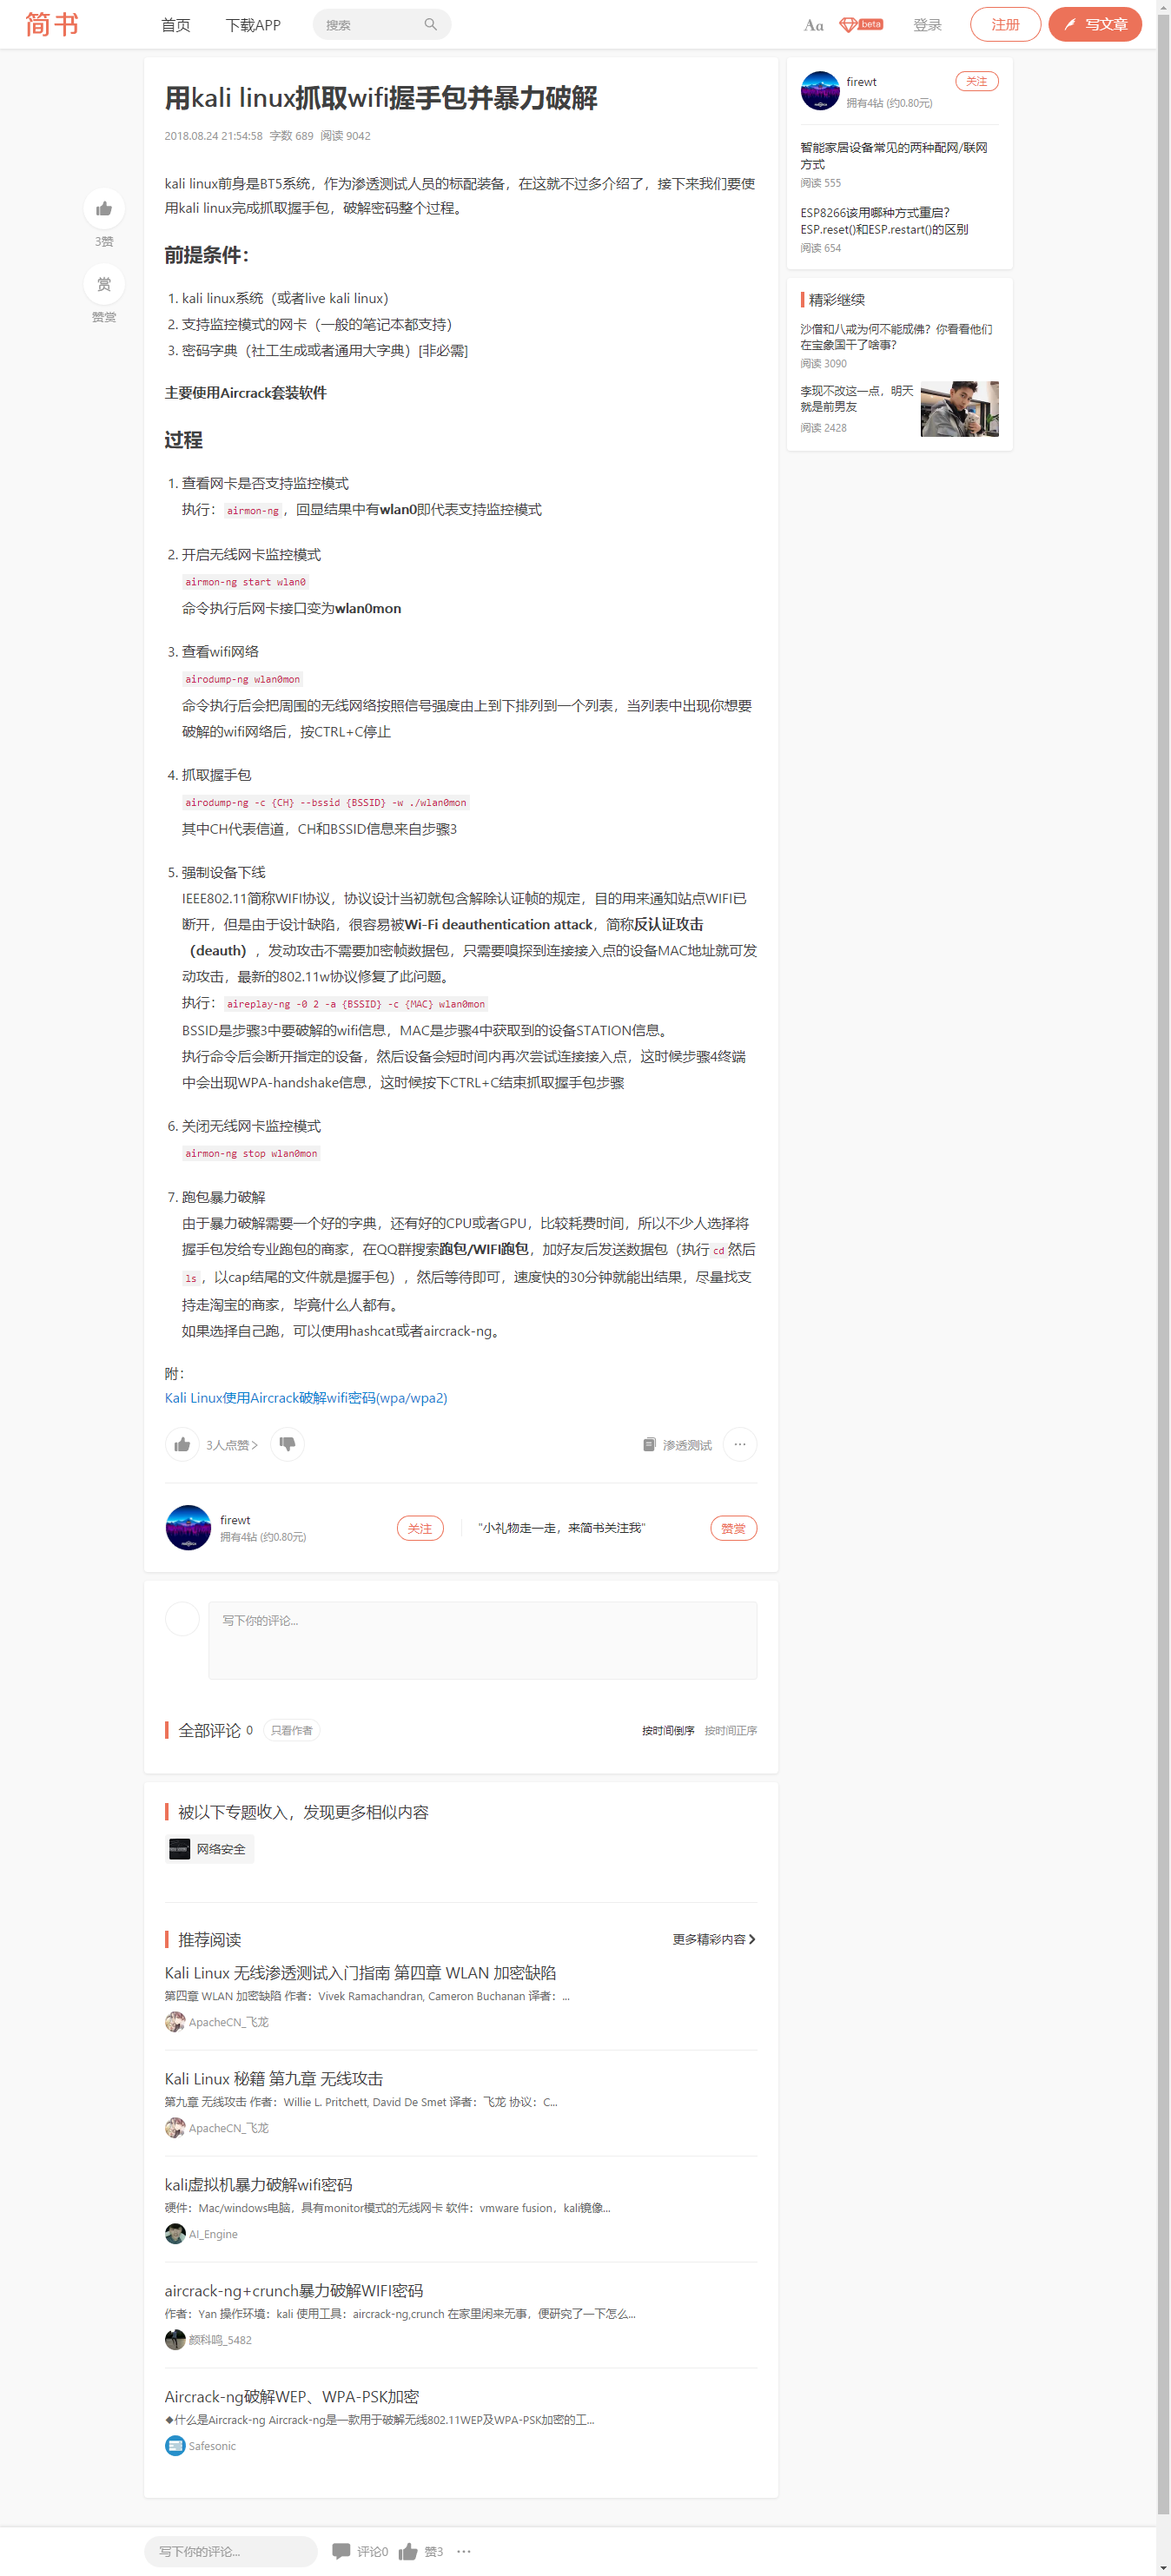 简书
首页
下载APP
搜索
Aa
beta
登录
注册
写文章
用kali linux抓取wifi握手包并暴力破解
2018.08.24 21:54:58 字数 689 阅读 9042
kali linux前身是BT5系统，作为渗透测试人员的标配装备，在这就不过多介绍了，接下来我们要使
用kali linux完成抓取握手包，破解密码整个过程。
3赞
赏
赞赏
前提条件：
1. kali linux系统（或者live kali linux）
2. 支持监控模式的网卡（一般的笔记本都支持）
3. 密码字典（社工生成或者通用大字典）[非必需]
主要使用Aircrack套装软件
过程
1. 查看网卡是否支持监控模式
执行：airmon-ng，回显结果中有wlan0即代表支持监控模式
2. 开启无线网卡监控模式
airmon-ng start wlan0
命令执行后网卡接口变为wlan0mon
3. 查看wifi网络
airodump-ng wlan0mon
命令执行后会把周围的无线网络按照信号强度由上到下排列到一个列表，当列表中出现你想要
破解的wifi网络后，按CTRL+C停止
4. 抓取握手包
airodump-ng -c {CH} --bssid {BSSID} -w ./wlan0mon
其中CH代表信道，CH和BSSID信息来自步骤3
5. 强制设备下线
IEEE802.11简称WIFI协议，协议设计当初就包含解除认证帧的规定，目的用来通知站点WIFI已
断开，但是由于设计缺陷，很容易被Wi-Fi deauthentication attack，简称反认证攻击
（deauth），发动攻击不需要加密帧数据包，只需要嗅探到连接接入点的设备MAC地址就可发
动攻击，最新的802.11w协议修复了此问题。
执行：aireplay-ng -0 2 -a {BSSID} -c {MAC} wlan0mon
BSSID是步骤3中要破解的wifi信息，MAC是步骤4中获取到的设备STATION信息。
执行命令后会断开指定的设备，然后设备会短时间内再次尝试连接接入点，这时候步骤4终端
中会出现WPA-handshake信息，这时候按下CTRL+C结束抓取握手包步骤
6. 关闭无线网卡监控模式
airmon-ng stop wlan0mon
7. 跑包暴力破解
由于暴力破解需要一个好的字典，还有好的CPU或者GPU，比较耗费时间，所以不少人选择将
握手包发给专业跑包的商家，在QQ群搜索跑包/WIFI跑包，加好友后发送数据包（执行cd然后
ls，以cap结尾的文件就是握手包），然后等待即可，速度快的30分钟就能出结果，尽量找支
持走淘宝的商家，毕竟什么人都有。
如果选择自己跑，可以使用hashcat或者aircrack-ng。
附：
Kali Linux使用Aircrack破解wifi密码(wpa/wpa2)
3人点赞>
渗透测试
...
firewt
拥有4钻 (约0.80元)
关注
"小礼物走一走，来简书关注我"
赞赏
写下你的评论...
全部评论 0 只看作者
按时间倒序 按时间正序
被以下专题收入，发现更多相似内容
网络安全
推荐阅读
更多精彩内容>
Kali Linux 无线渗透测试入门指南 第四章 WLAN 加密缺陷
第四章 WLAN 加密缺陷 作者：Vivek Ramachandran, Cameron Buchanan 译者：...
ApacheCN_飞龙
Kali Linux 秘籍 第九章 无线攻击
第九章 无线攻击 作者：Willie L. Pritchett, David De Smet 译者：飞龙 协议：C...
ApacheCN_飞龙
kali虚拟机暴力破解wifi密码
硬件：Mac/windows电脑，具有monitor模式的无线网卡 软件：vmware fusion，kali镜像...
AI_Engine
aircrack-ng+crunch暴力破解WIFI密码
作者：Yan 操作环境：kali 使用工具：aircrack-ng,crunch 在家里闲来无事，便研究了一下怎么...
颜科鸣_5482
Aircrack-ng破解WEP、WPA-PSK加密
◆什么是Aircrack-ng Aircrack-ng是一款用于破解无线802.11WEP及WPA-PSK加密的工...
Safesonic
firewt
关注
拥有4钻 (约0.80元)
智能家居设备常见的两种配网/联网
方式
阅读 555
ESP8266该用哪种方式重启？
ESP.reset()和ESP.restart()的区别
阅读 654
精彩继续
沙僧和八戒为何不能成佛？你看看他们
在宝象国干了啥事？
阅读 3090
李现不改这一点，明天
就是前男友
阅读 2428
写下你的评论...
评论0
赞3
...